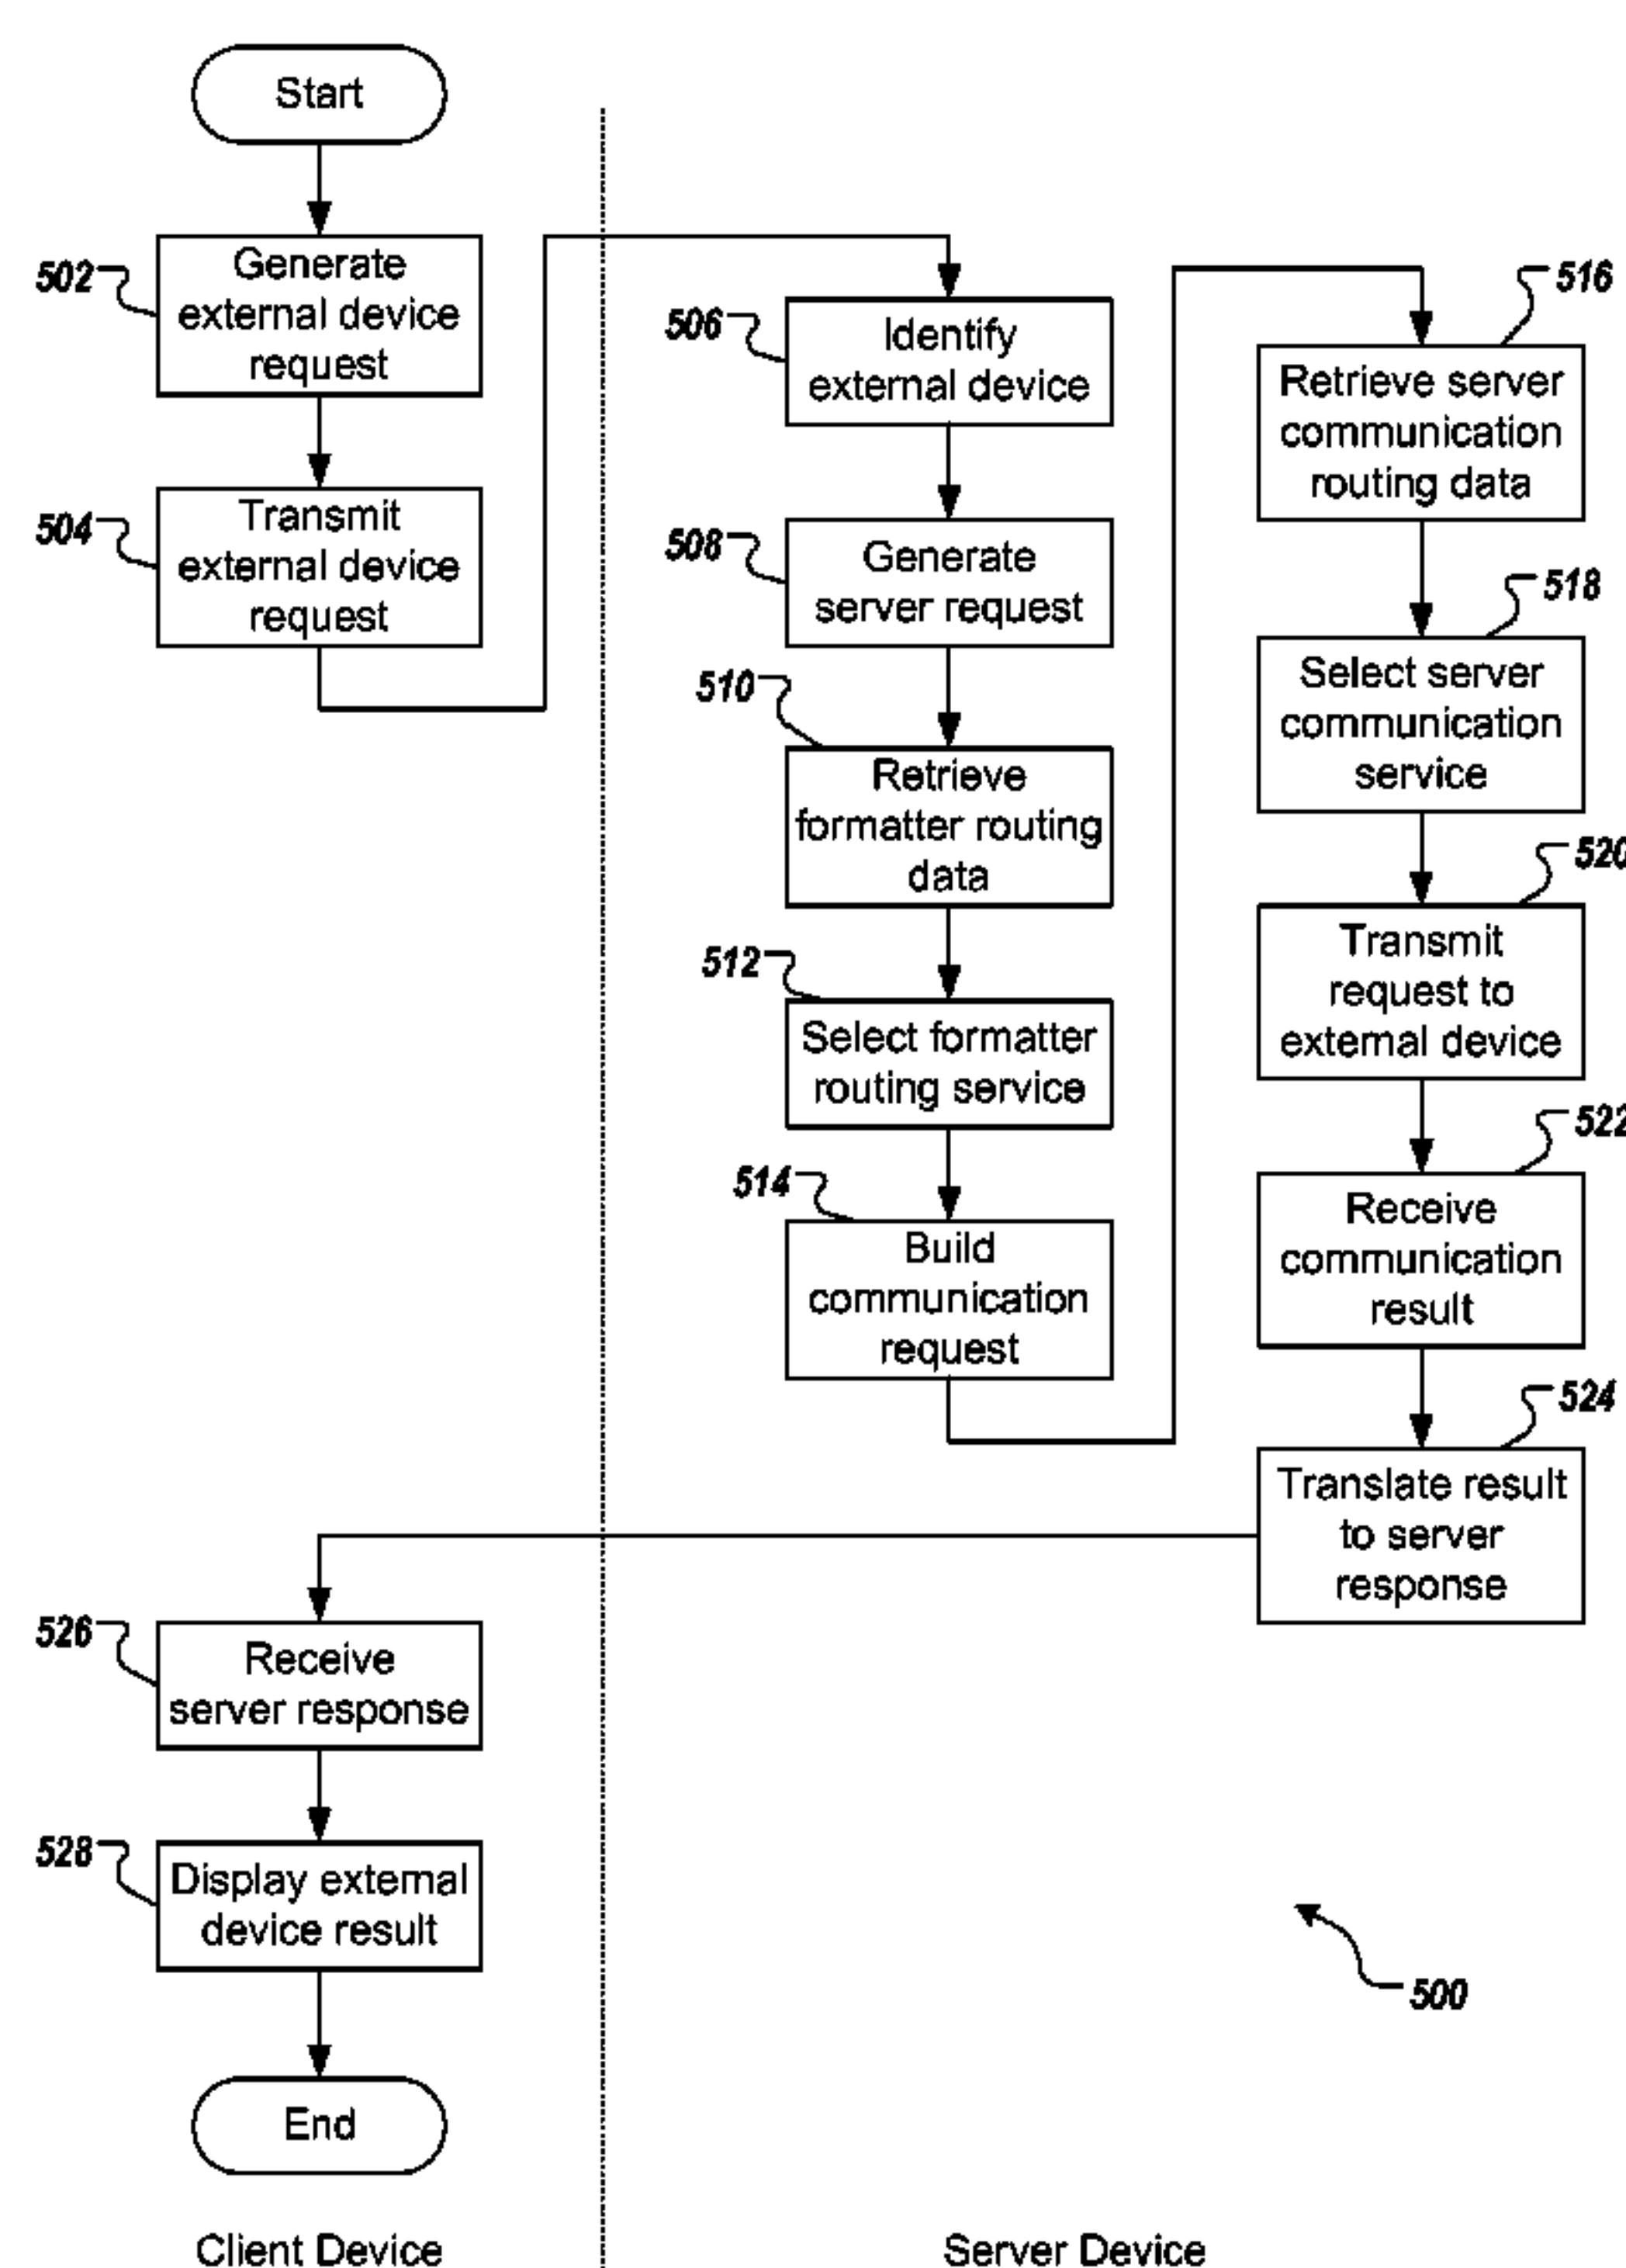 Start
502
Generate
external device
request
504
Transmit
external device
request
506
Identify
external device
508
Generate
server request
510
Retrieve
formatter routing
data
512
Select formatter
routing service
514
Build
communication
request
516
Retrieve server
communication
routing data
518
Select server
communication
service
520
Transmit
request to
external device
522
Receive
communication
result
524
Translate result
to server
response
526
Receive
server response
528
Display external
device result
End
500
Client Device
Server Device